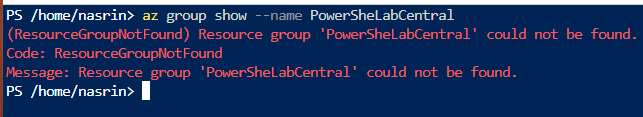 PS /home/nasrin> az group show --name PowerSheLabCentral
(ResourceGroupNotFound) Resource group 'PowerSheLabCentral' could not be found.
Code: ResourceGroupNotFound
Message: Resource group 'PowerSheLabCentral' could not be found.
PS /home/nasrin>